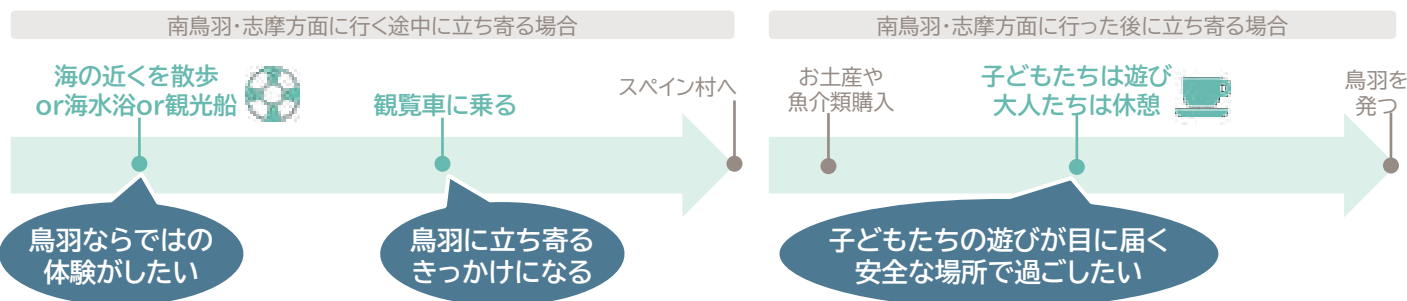 南鳥羽・志摩方面に行く途中に立ち寄る場合
海の近くを散歩
or海水浴or観光船
観覧車に乗る
スペイン村へ
鳥羽ならではの
体験がしたい
鳥羽に立ち寄る
きっかけになる
南鳥羽・志摩方面に行った後に立ち寄る場合
お土産や
魚介類購入
子どもたちは遊び
大人たちは休憩
鳥羽を
発つ
子どもたちの遊びが目に届く
安全な場所で過ごしたい